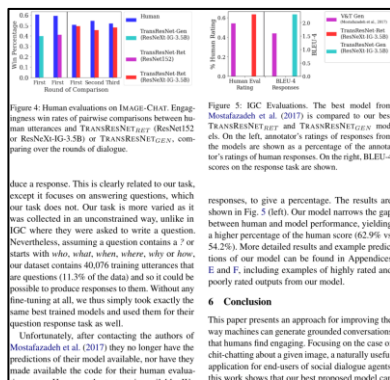 Win Percentage
60
50
40
30
20
10
0
First First Second Third
Round of Comparison
Human
TransResNet-Gen
(ResNeXt-IG-3.5B)
TransResNet-Ret
(ResNet152)
TransResNet-Ret
(ResNeXt-IG-3.5B)
Figure 4: Human evaluations on IMAGE-CHAT. Engag-
ingness win rates of pairwise comparisons between hu-
man utterances and TRANSRESNETRET (ResNet152
or ResNeXt-IG-3.5B) or TRANSRESNETGEN, com-
paring over the rounds of dialogue.
duce a response. This is clearly related to our task,
except it focuses on answering questions, which
our task does not. Our task is more varied as it
was collected in an unconstrained way, unlike in
IGC where they were asked to write a question.
Nevertheless, assuming a question contains a ? or
starts with who, what, when, where, why or how,
our dataset contains 40,076 training utterances that
are questions (11.3% of the data) and so it could be
possible to produce responses to them. Without any
fine-tuning at all, we thus simply took exactly the
same best trained models and used them for their
question response task as well.
Unfortunately, after contacting the authors of
Mostafazadeh et al. (2017) they no longer have the
predictions of their model available, nor have they
made available the code for their human evalua-
% Human Rating
Human Eval
Rating
BLEU-4
Responses
BLEU-4
2.0
1.5
1.0
0.5
0.0
V&T Gen
TransResNet-Ret
(ResNeXt-IG-3.5B)
TransResNet-Gen
(ResNeXt-IG-3.5B)
Figure 5: IGC Evaluations. The best model from
Mostafazadeh et al. (2017) is compared to our best
TRANSRESNETRET and TRANSRESNETGEN mod-
els. On the left, annotator's ratings of responses from
the models are shown as a percentage of the annota-
tor's ratings of human responses. On the right, BLEU-4
scores on the response task are shown.
responses, to give a percentage. The results are
shown in Fig. 5 (left). Our model narrows the gap
between human and model performance, yielding
a higher percentage of the human score (62.9% vs
54.2%). More detailed results and example predic
tions of our model can be found in Appendices
E and F, including examples of highly rated and
poorly rated outputs from our model.
6 Conclusion
This paper presents an approach for improving the
way machines can generate grounded conversations
that humans find engaging. Focusing on the case of
chit-chatting about a given image, a naturally useful
application for end-users of social dialogue agents
this work shows that our best proposed model can